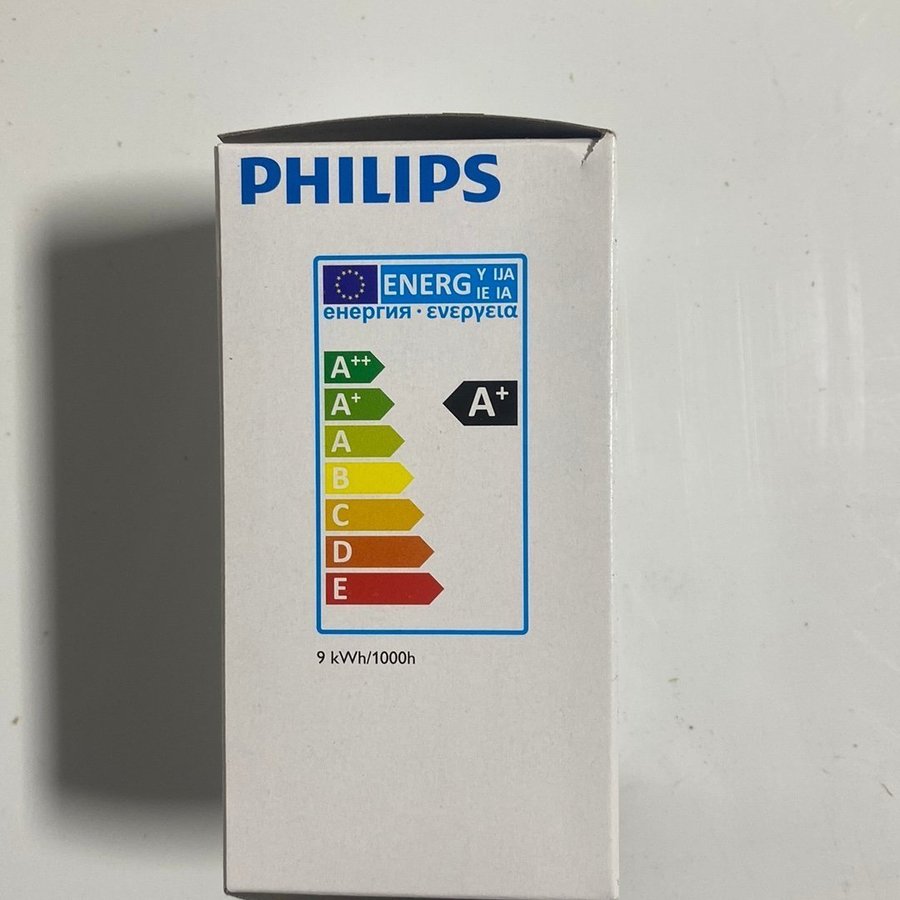 PHILIPS
ENERG Y IJA
IE IA
енергия · ενεργεια
A++
A+ A+
A
B
C
D
E
9 kWh/1000h